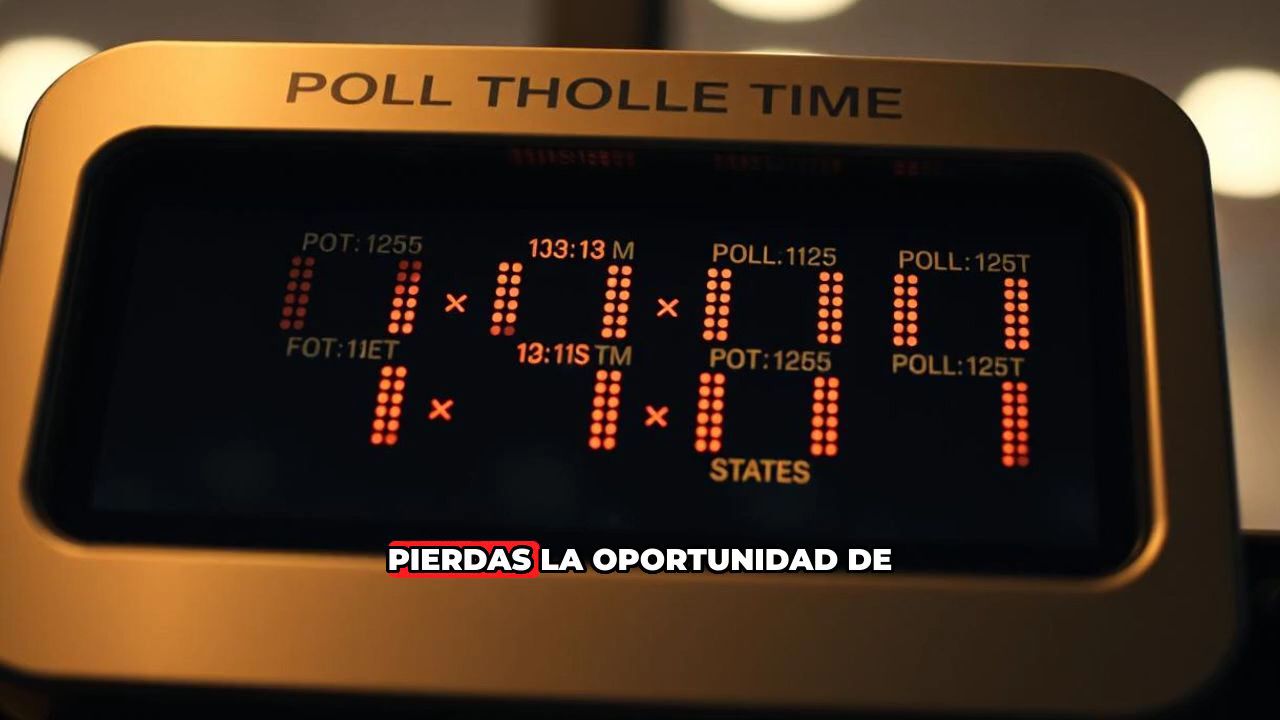 POLL THOLLE TIME
POT: 1255 133:13 M POLL: 1125 POLL: 125T
FOT: 11ET 13:11S TM POT: 1255 POLL: 125T
STATES
PIERDAS LA OPORTUNIDAD DE